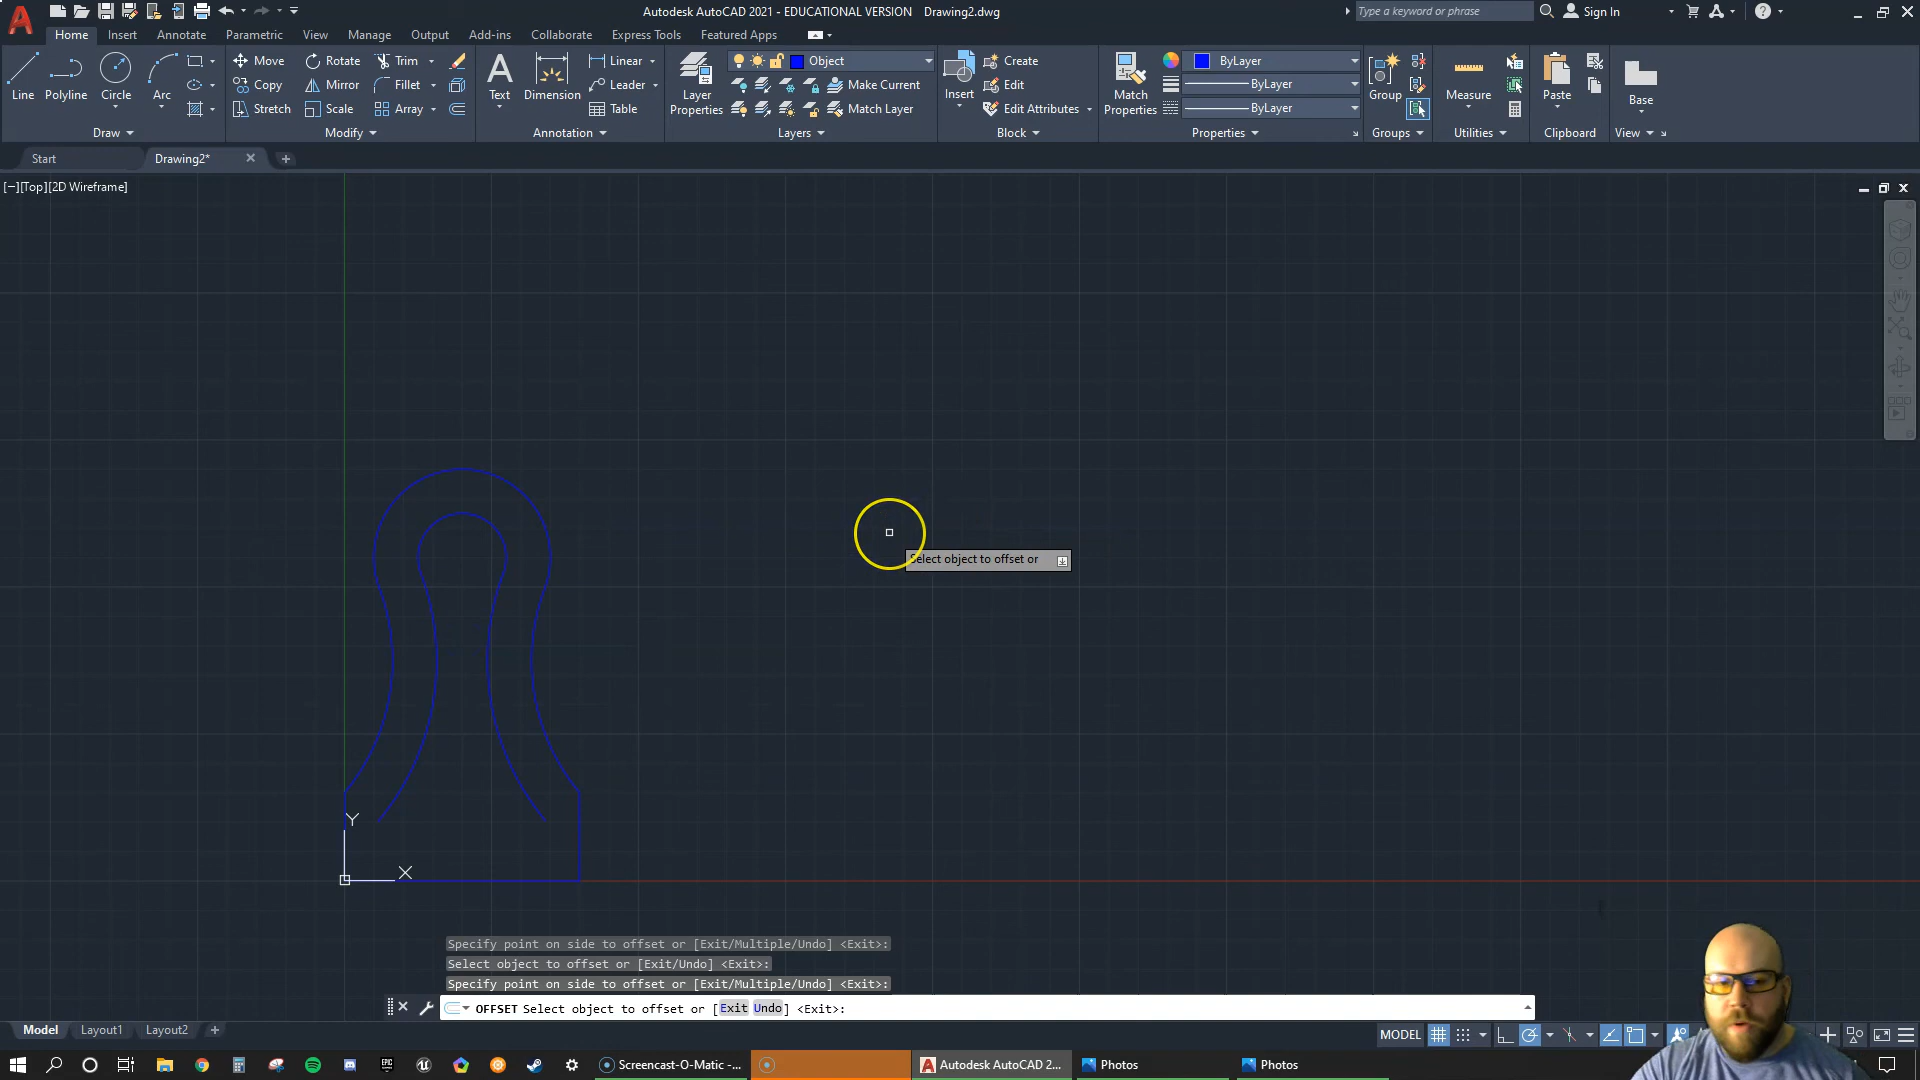 Autodesk AutoCAD 2021 - EDUCATIONAL VERSION Drawing2.dwg
Type a keyword or phrase
Sign In
Home Insert Annotate Parametric View Manage Output Add-ins Collaborate Express Tools Featured Apps
Line
Polyline
Circle
Arc
Draw
Move
Rotate
Trim
Copy
Mirror
Fillet
Stretch
Scale
Array
Modify
Text
Dimension
Linear
Leader
Table
Annotation
Layer
Properties
Object
Make Current
Match Layer
Layers
Insert
Create
Edit
Edit Attributes
Block
Match
Properties
ByLayer
ByLayer
ByLayer
Properties
Group
Groups
Measure
Utilities
Paste
Clipboard
Base
View
Start
Drawing2*
[−][Top][2D Wireframe]
Select object to offset or
Y
X
Specify point on side to offset or [Exit/Multiple/Undo] <Exit>:
Select object to offset or [Exit/Undo] <Exit>:
Specify point on side to offset or [Exit/Multiple/Undo] <Exit>:
OFFSET Select object to offset or [Exit Undo] <Exit>:
Model Layout1 Layout2
MODEL
Screencast-O-Matic -...
Autodesk AutoCAD 2...
Photos
Photos